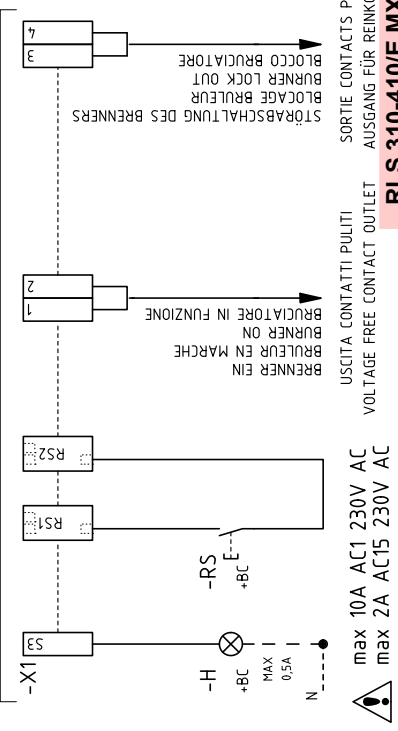 -X1
S3
RS1
RS2
1
2
3
4
-H
+BC
MAX
0,5A
N
-RS
+BC
BRUCIATORE IN FUNZIONE
BURNER ON
BRULEUR EN MARCHE
BRENNER EIN
BLOCCO BRUCIATORE
BURNER LOCK OUT
BLOCAGE BRULEUR
STÖRABSCHALTUNG DES BRENNERS
USCITA CONTATTI PULITI
VOLTAGE FREE CONTACT OUTLET
SORTIE CONTACTS P
AUSGANG FÜR REINKO
max 10A AC1 230V AC
max 2A AC15 230V AC
RLS 310-410/E MX